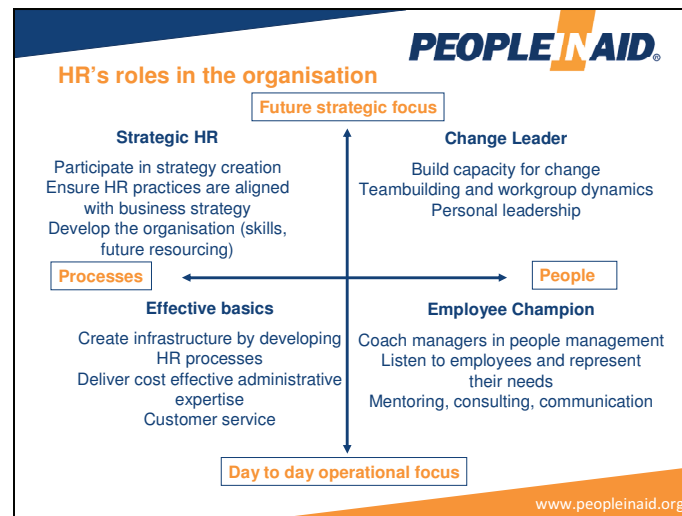 PEOPLE IN AID®
HR's roles in the organisation
Future strategic focus
Strategic HR
Participate in strategy creation
Ensure HR practices are aligned
with business strategy
Develop the organisation (skills,
future resourcing)
Change Leader
Build capacity for change
Teambuilding and workgroup dynamics
Personal leadership
Processes
People
Effective basics
Create infrastructure by developing
HR processes
Deliver cost effective administrative
expertise
Customer service
Employee Champion
Coach managers in people management
Listen to employees and represent
their needs
Mentoring, consulting, communication
Day to day operational focus
www.peopleinaid.org